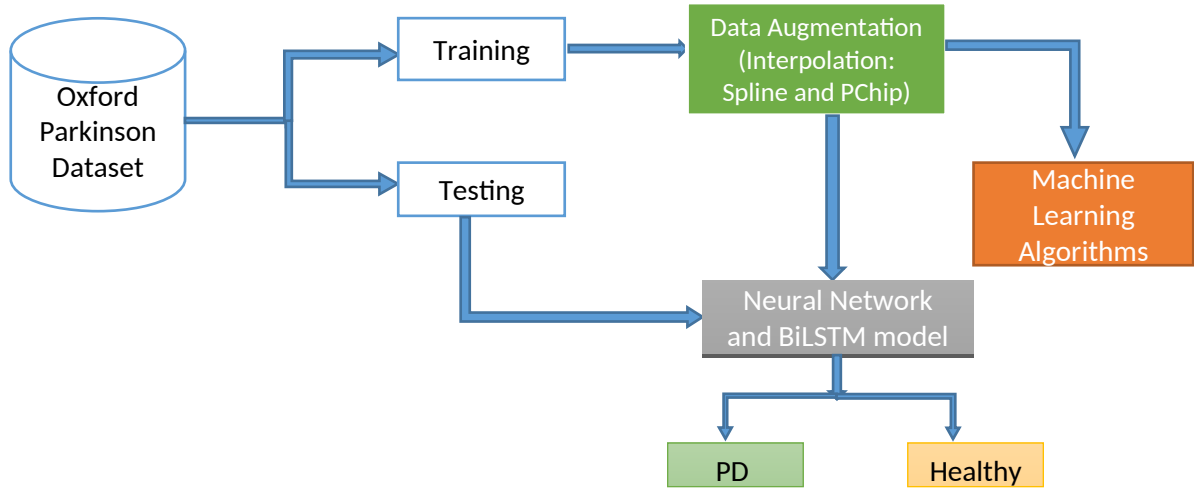 Oxford
Parkinson
Dataset
Training
Testing
Data Augmentation
(Interpolation:
Spline and PChip)
Machine
Learning
Algorithms
Neural Network
and BiLSTM model
PD
Healthy